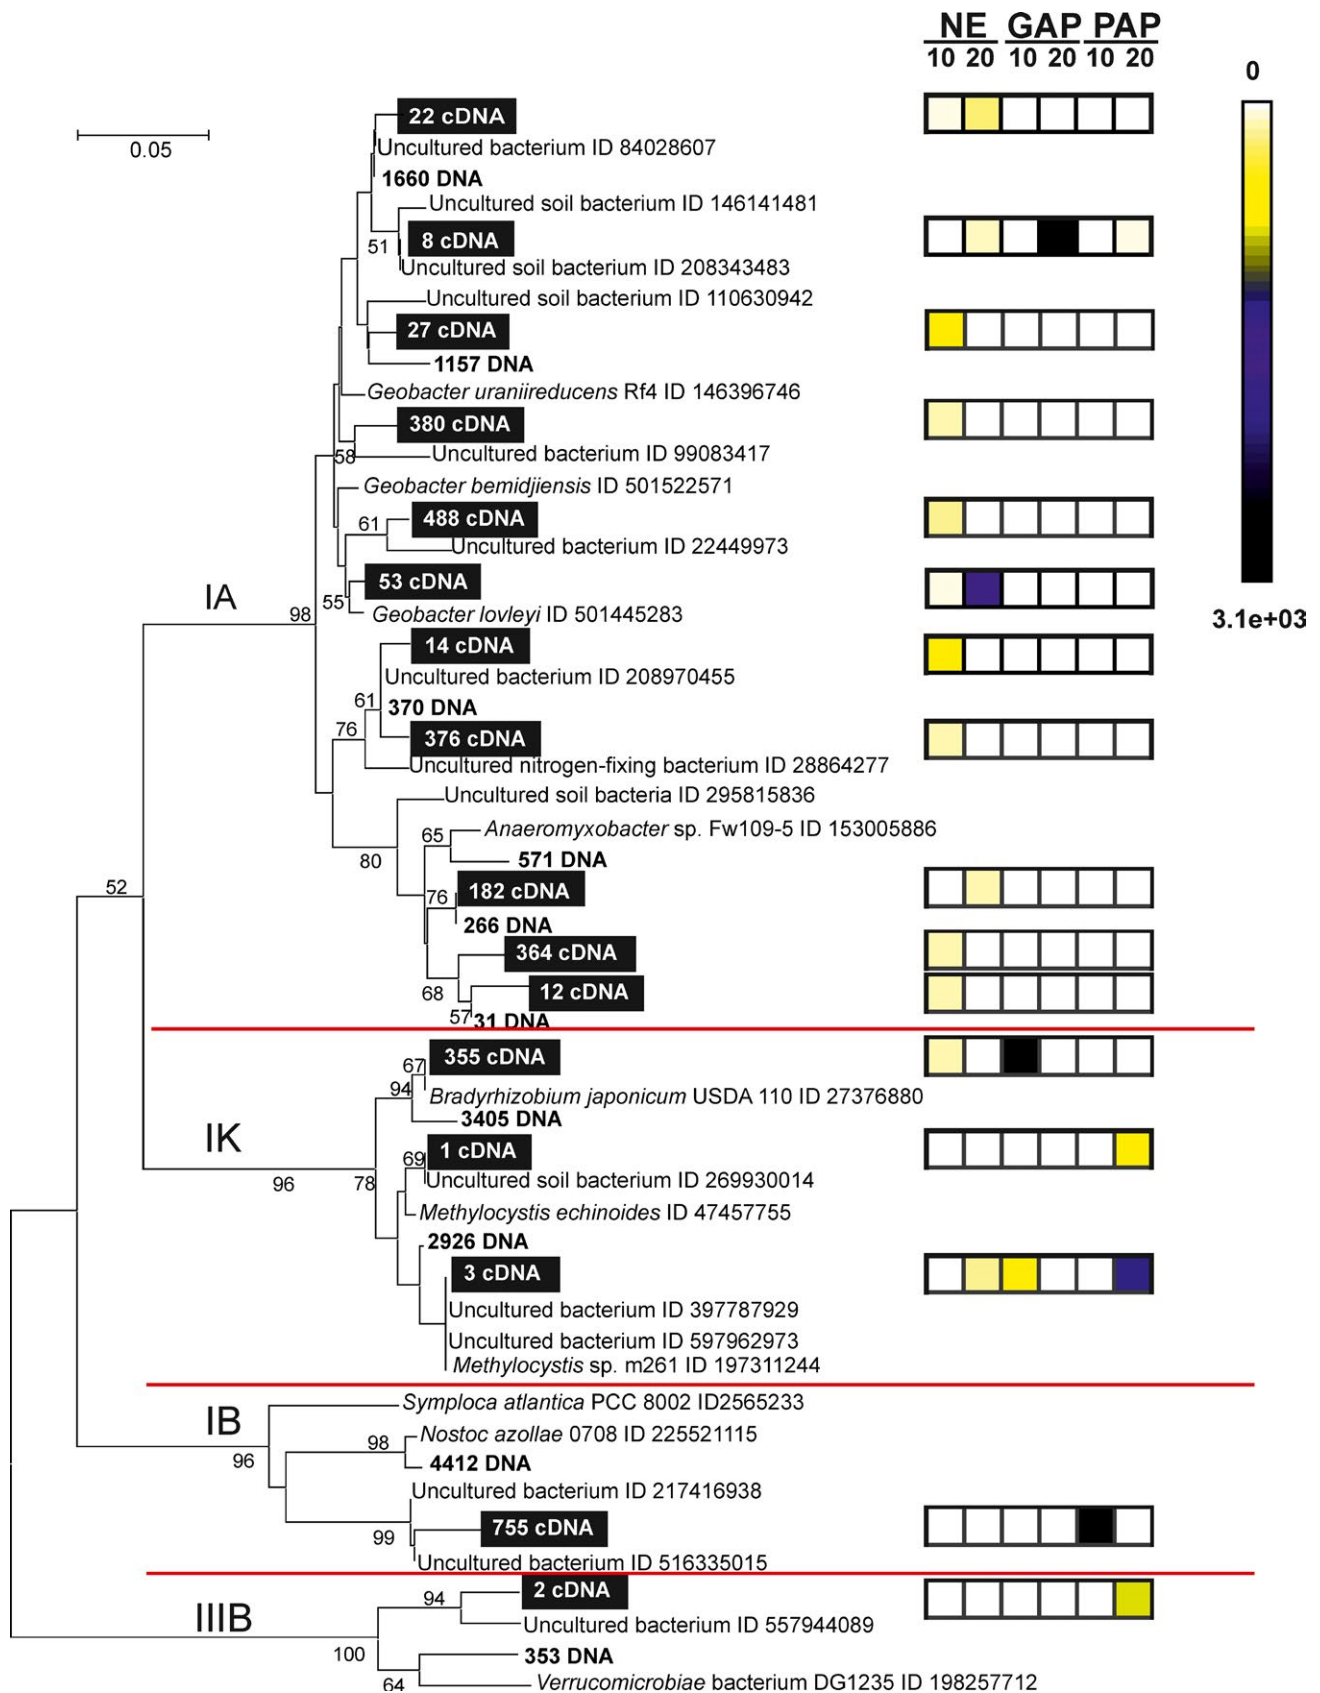 NE GAP PAP
10 20 10 20 10 20
0
22 cDNA
0.05
Uncultured bacterium ID 84028607
1660 DNA
Uncultured soil bacterium ID 146141481
51
8 cDNA
Uncultured soil bacterium ID 208343483
Uncultured soil bacterium ID 110630942
27 cDNA
1157 DNA
Geobacter uraniireducens Rf4 ID 146396746
380 cDNA
58
Uncultured bacterium ID 99083417
Geobacter bemidjiensis ID 501522571
61
488 cDNA
Uncultured bacterium ID 22449973
53 cDNA
IA
55
98
Geobacter lovleyi ID 501445283
3.1e+03
14 cDNA
Uncultured bacterium ID 208970455
61
370 DNA
76
376 cDNA
Uncultured nitrogen-fixing bacterium ID 28864277
Uncultured soil bacteria ID 295815836
65
Anaeromyxobacter sp. Fw109-5 ID 153005886
80
571 DNA
52
76
182 cDNA
266 DNA
364 cDNA
68
12 cDNA
57
31 DNA
355 cDNA
67
94
Bradyrhizobium japonicum USDA 110 ID 27376880
3405 DNA
IK
1 cDNA
69
96
78
Uncultured soil bacterium ID 269930014
Methylocystis echinoides ID 47457755
2926 DNA
3 cDNA
Uncultured bacterium ID 397787929
Uncultured bacterium ID 597962973
Methylocystis sp. m261 ID 197311244
Symploca atlantica PCC 8002 ID2565233
IB
Nostoc azollae 0708 ID 225521115
98
96
4412 DNA
Uncultured bacterium ID 217416938
755 cDNA
99
Uncultured bacterium ID 516335015
2 cDNA
94
IIIB
Uncultured bacterium ID 557944089
100
353 DNA
64
Verrucomicrobiae bacterium DG1235 ID 198257712